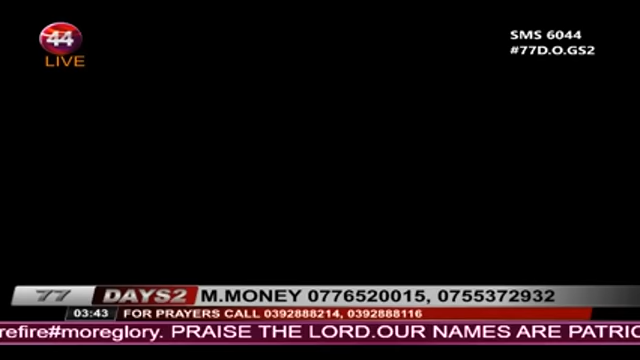 44
LIVE
SMS 6044
#77D.O.GS2
77 DAYS2 M.MONEY 0776520015, 0755372932
03:43 FOR PRAYERS CALL 0392888214, 0392888116
refire#moreglory. PRAISE THE LORD.OUR NAMES ARE PATRIC